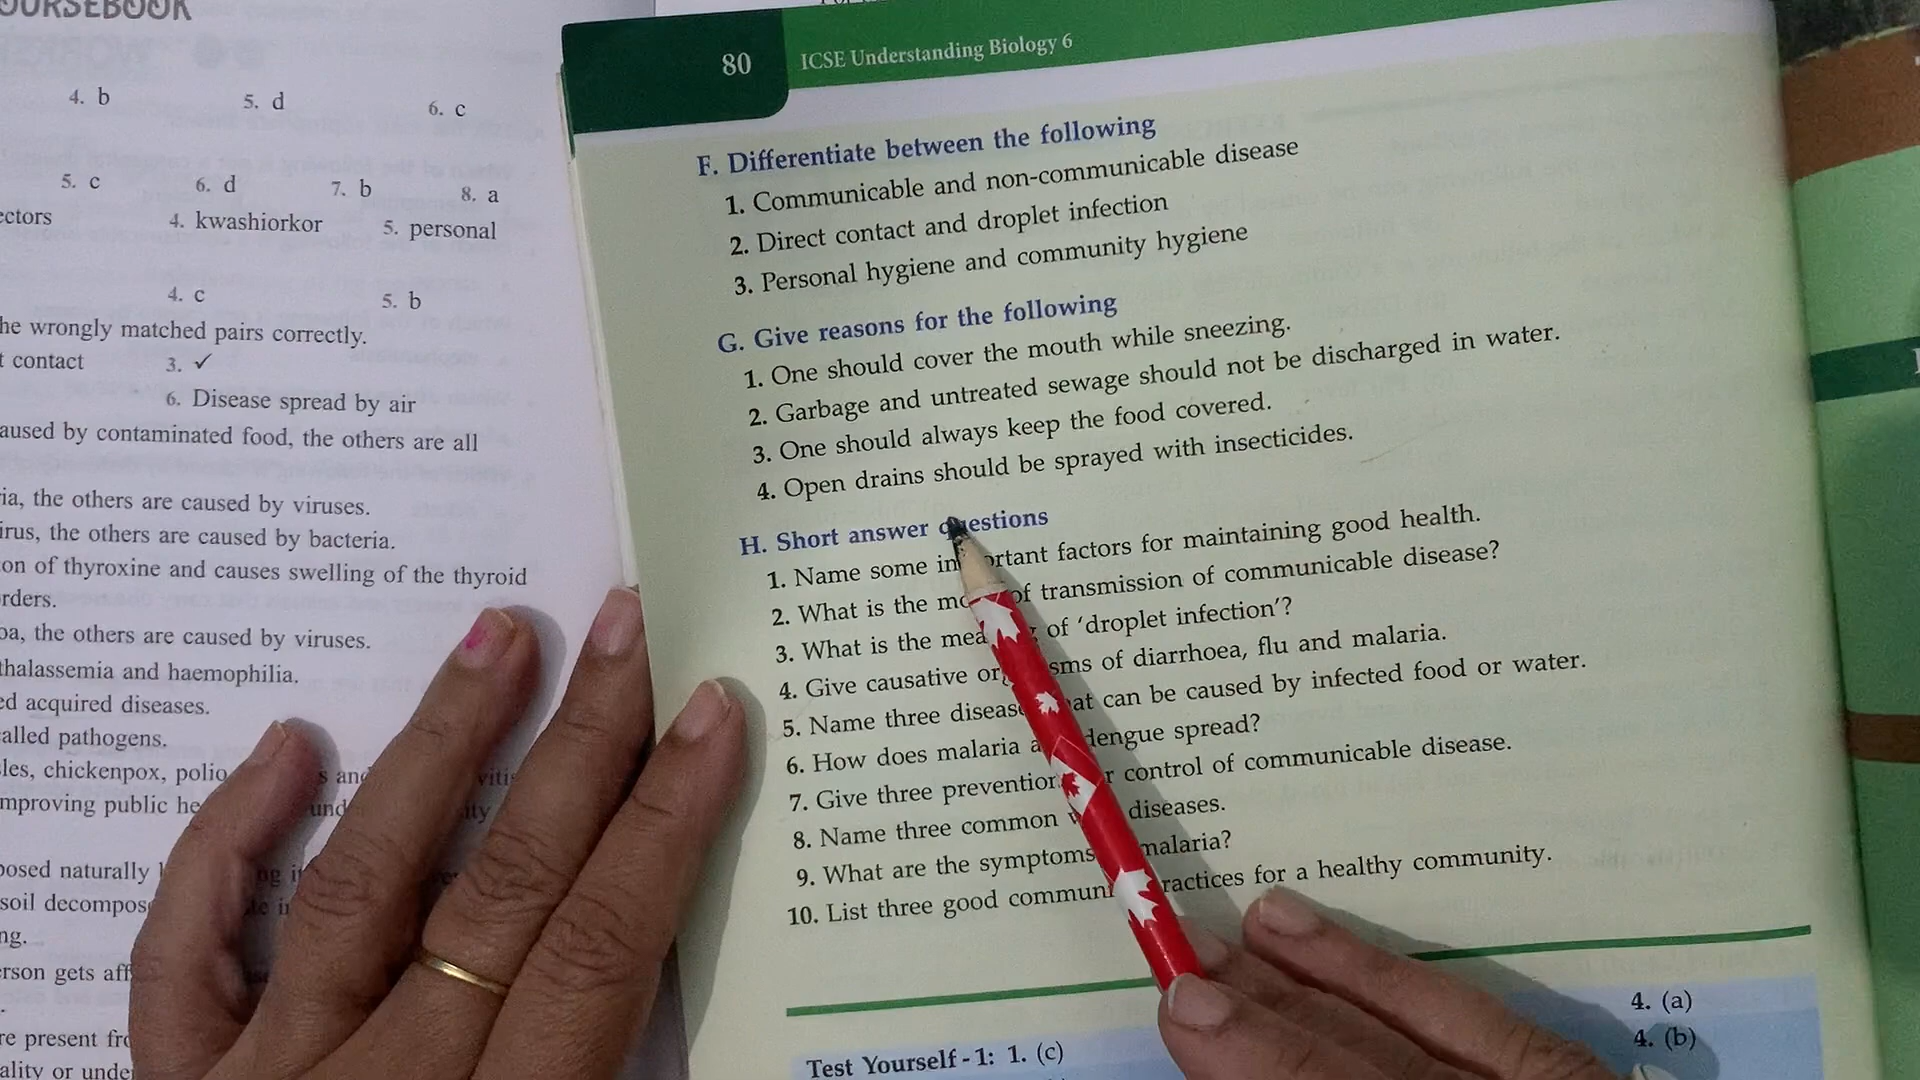 OURSEBOOK
4. b 5. d 6. c
5. c 6. d 7. b 8. a
ectors 4. kwashiorkor 5. personal
4. c 5. b
he wrongly matched pairs correctly.
t contact 3. ✓
6. Disease spread by air
aused by contaminated food, the others are all
ia, the others are caused by viruses.
irus, the others are caused by bacteria.
on of thyroxine and causes swelling of the thyroid
rders.
oa, the others are caused by viruses.
thalassemia and haemophilia.
ed acquired diseases.
alled pathogens.
les, chickenpox, polio
mproving public he
osed naturally
soil decompos
ng.
erson gets aff
re present fr
ality or unde
80 ICSE Understanding Biology 6
F. Differentiate between the following
1. Communicable and non-communicable disease
2. Direct contact and droplet infection
3. Personal hygiene and community hygiene
G. Give reasons for the following
1. One should cover the mouth while sneezing.
2. Garbage and untreated sewage should not be discharged in water.
3. One should always keep the food covered.
4. Open drains should be sprayed with insecticides.
H. Short answer questions
1. Name some important factors for maintaining good health.
2. What is the mo of transmission of communicable disease?
3. What is the mea of 'droplet infection'?
4. Give causative or sms of diarrhoea, flu and malaria.
5. Name three diseas at can be caused by infected food or water.
6. How does malaria a dengue spread?
7. Give three prevention r control of communicable disease.
8. Name three common diseases.
9. What are the symptoms malaria?
10. List three good communi ractices for a healthy community.
4. (a)
4. (b)
Test Yourself - 1: 1. (c)